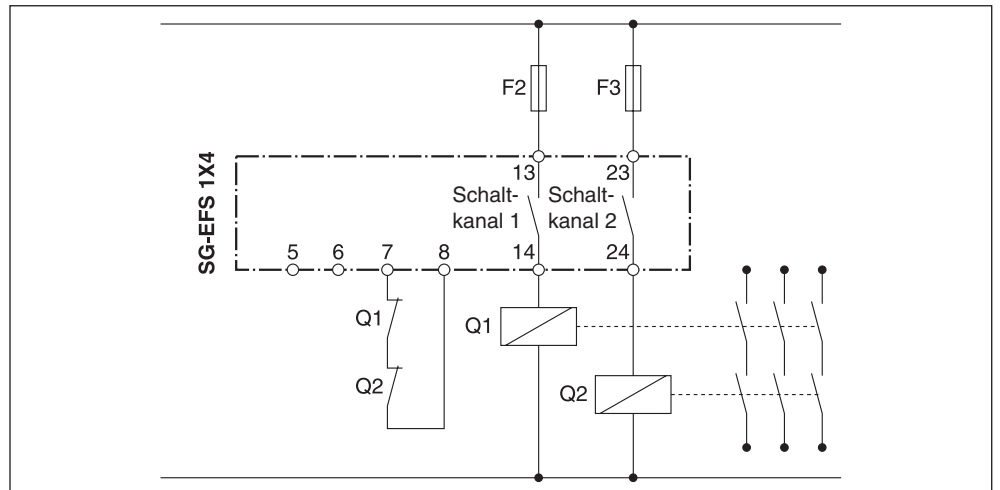 F2
F3
SG-EFS 1X4
13
23
Schalt-
kanal 1
Schalt-
kanal 2
5
6
7
8
14
24
Q1
Q1
Q2
Q2